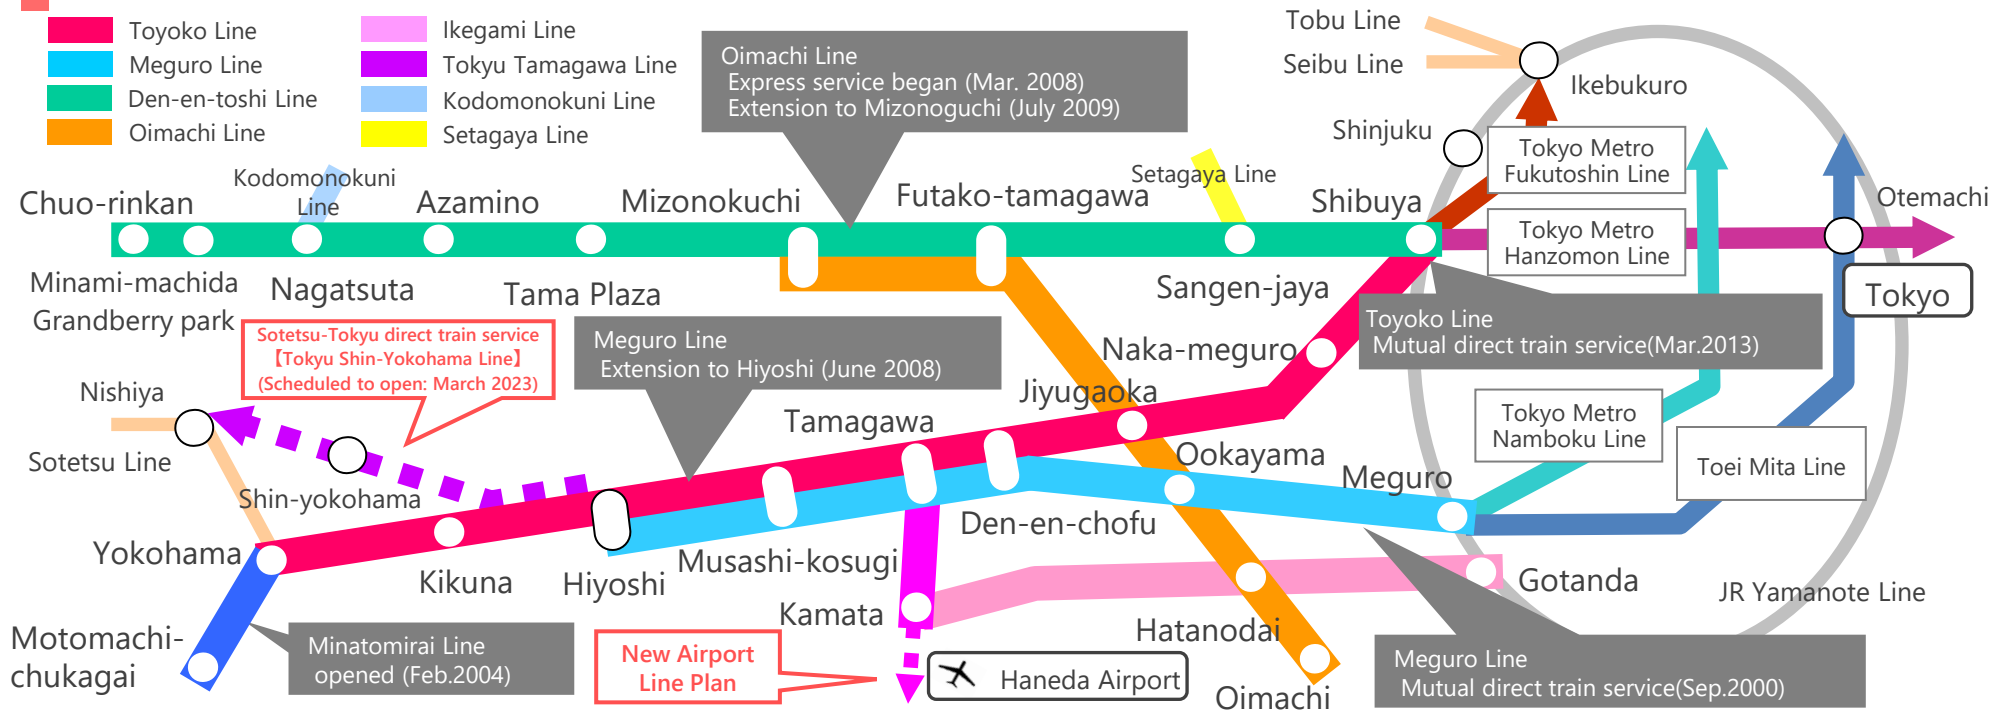 Toyoko Line
Meguro Line
Den-en-toshi Line
Oimachi Line
Ikegami Line
Tokyu Tamagawa Line
Kodomonokuni Line
Setagaya Line
Oimachi Line
Express service began (Mar. 2008)
Extension to Mizonoguchi (July 2009)
Tobu Line
Seibu Line
Ikebukuro
Shinjuku
Tokyo Metro
Fukutoshin Line
Kodomonokuni
Line
Setagaya Line
Chuo-rinkan
Azamino
Mizonokuchi
Futako-tamagawa
Shibuya
Otemachi
Tokyo Metro
Hanzomon Line
Minami-machida
Grandberry park
Nagatsuta
Tama Plaza
Sangen-jaya
Tokyo
Sotetsu-Tokyu direct train service
【Tokyu Shin-Yokohama Line】
(Scheduled to open: March 2023)
Meguro Line
Extension to Hiyoshi (June 2008)
Toyoko Line
Mutual direct train service(Mar.2013)
Naka-meguro
Jiyugaoka
Nishiya
Tamagawa
Tokyo Metro
Namboku Line
Sotetsu Line
Ookayama
Meguro
Toei Mita Line
Shin-yokohama
Den-en-chofu
Yokohama
Kikuna
Hiyoshi
Musashi-kosugi
Gotanda
JR Yamanote Line
Kamata
Hatanodai
Motomachi-
chukagai
Minatomirai Line
opened (Feb.2004)
New Airport
Line Plan
Haneda Airport
Oimachi
Meguro Line
Mutual direct train service(Sep.2000)